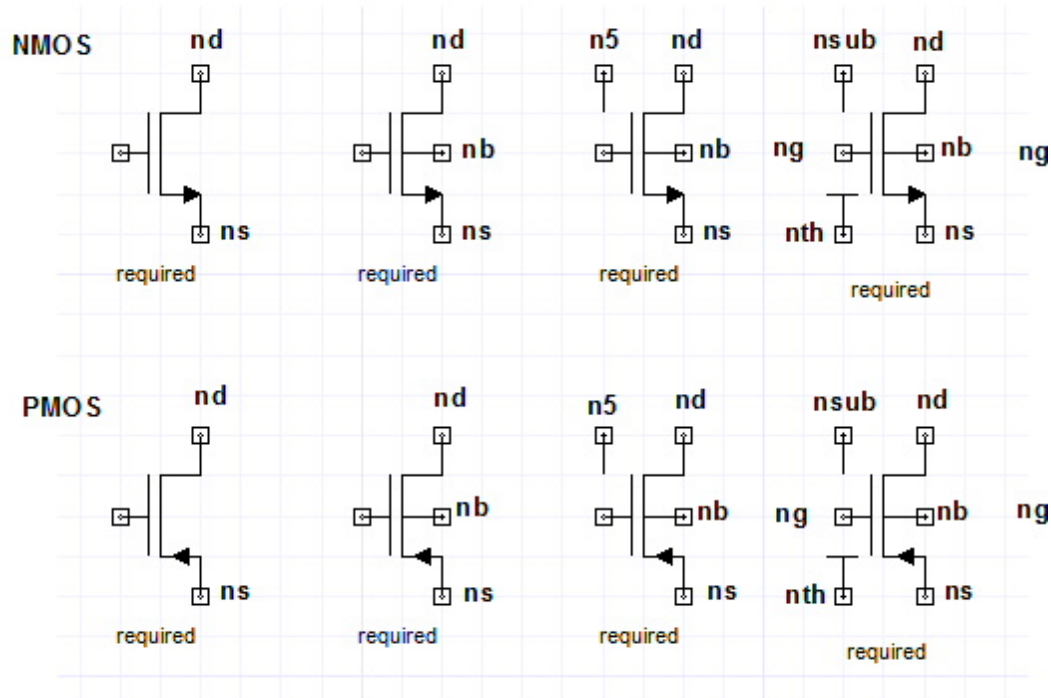 NMOS nd nd n5 nd nsub nd
nb nb ng nb ng
ns ns ns nth ns
required required required required
PMOS nd nd n5 nd nsub nd
nb nb ng nb ng
ns ns ns nth ns
required required required required